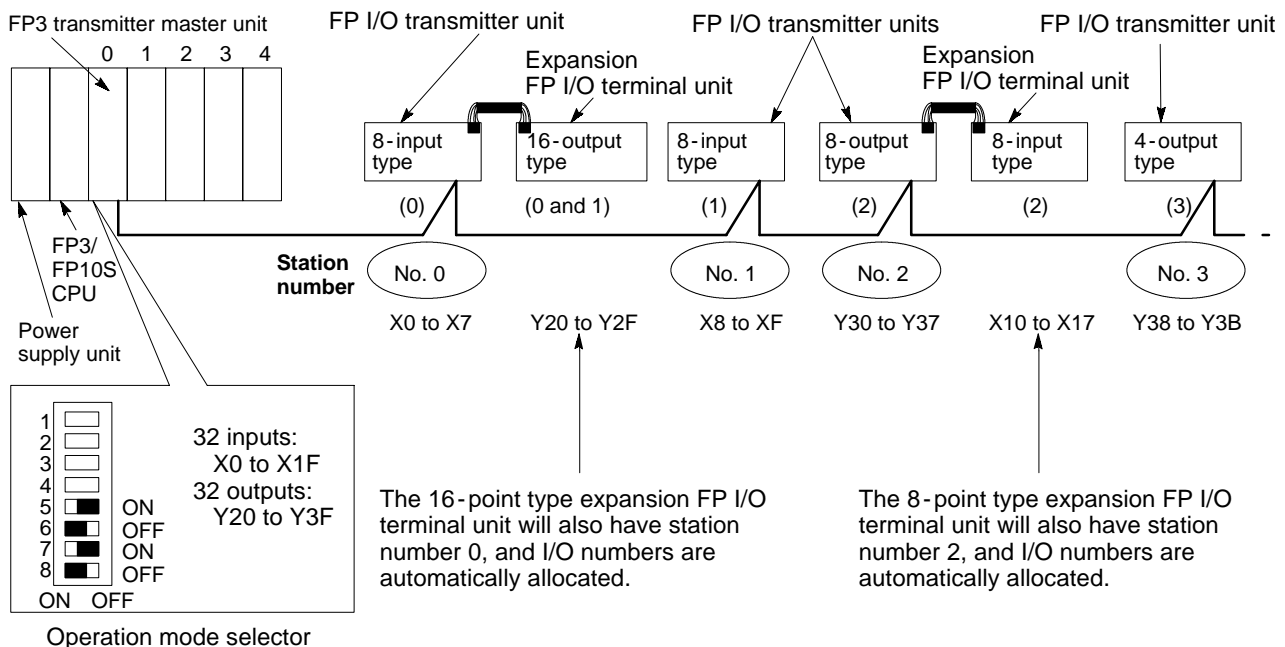 FP3 transmitter master unit
0 1 2 3 4
FP I/O transmitter unit
Expansion
FP I/O terminal unit
FP I/O transmitter units
Expansion
FP I/O terminal unit
FP I/O transmitter unit
8-input
type
16-output
type
8-input
type
8-output
type
8-input
type
4-output
type
(0)
(0 and 1)
(1)
(2)
(2)
(3)
FP3/
FP10S
CPU
Power
supply unit
Station
number
No. 0
No. 1
No. 2
No. 3
X0 to X7
Y20 to Y2F
X8 to XF
Y30 to Y37
X10 to X17
Y38 to Y3B
1
2
3
4
5 ON
6 OFF
7 ON
8 OFF
ON OFF
32 inputs:
X0 to X1F
32 outputs:
Y20 to Y3F
Operation mode selector
The 16-point type expansion FP I/O
terminal unit will also have station
number 0, and I/O numbers are
automatically allocated.
The 8-point type expansion FP I/O
terminal unit will also have station
number 2, and I/O numbers are
automatically allocated.